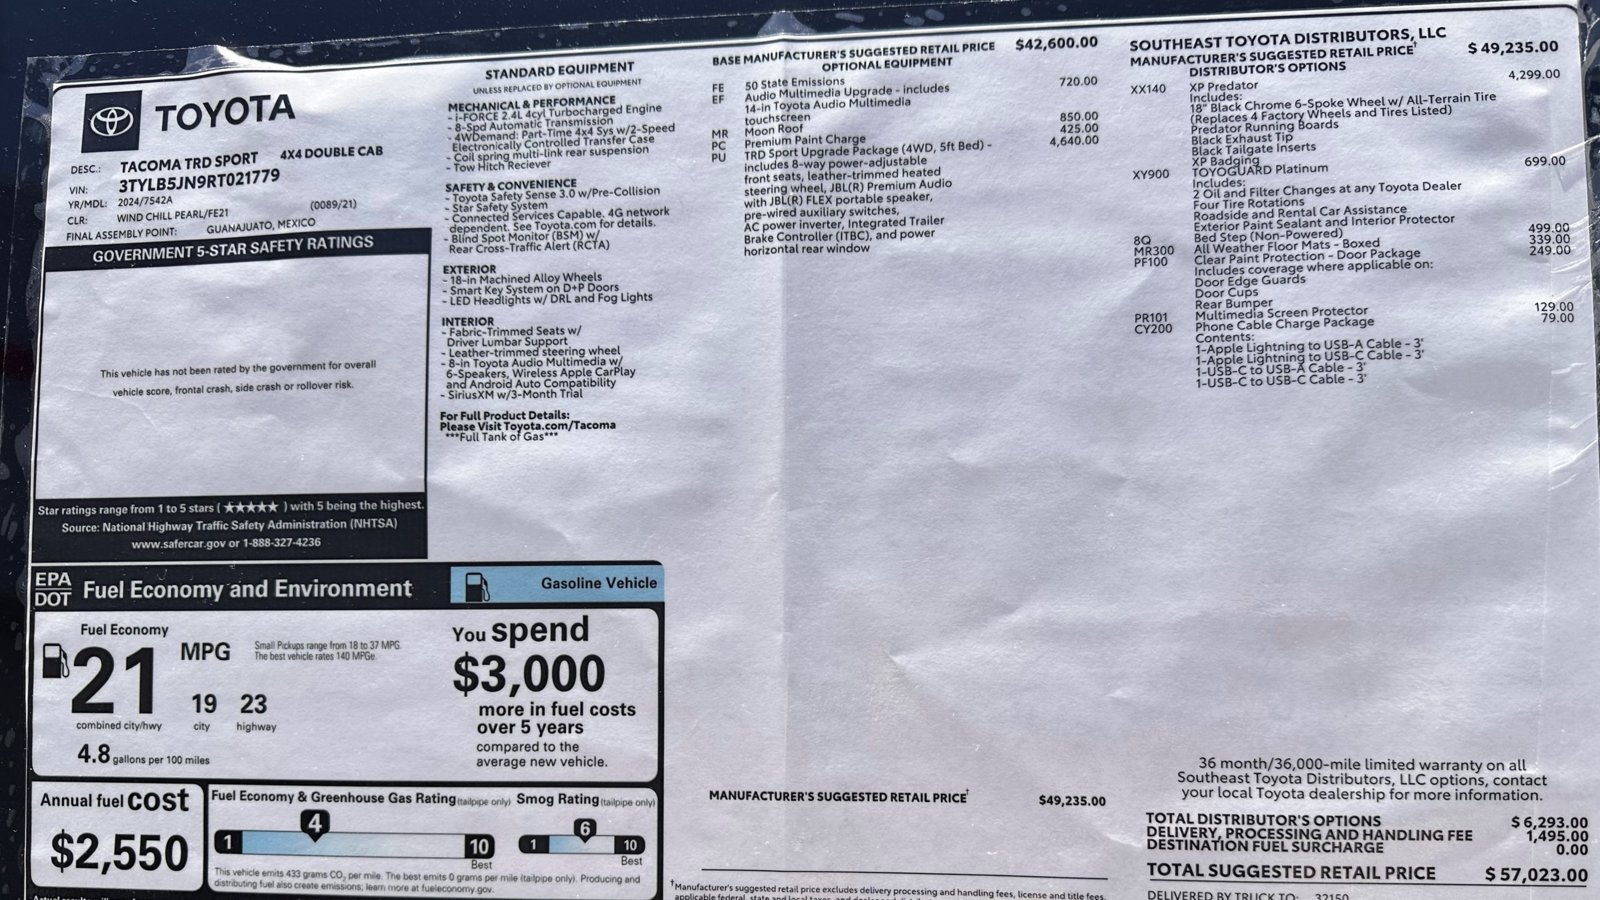 TOYOTA
DESC.: TACOMA TRD SPORT 4X4 DOUBLE CAB
VIN: 3TYLB5JN9RT021779
YR/MDL: 2024/7542A
CLR: WIND CHILL PEARL/FE21 (0089/21)
FINAL ASSEMBLY POINT: GUANAJUATO, MEXICO
GOVERNMENT 5-STAR SAFETY RATINGS
This vehicle has not been rated by the government for overall
vehicle score, frontal crash, side crash or rollover risk.
Star ratings range from 1 to 5 stars (★★★★★) with 5 being the highest.
Source: National Highway Traffic Safety Administration (NHTSA)
www.safercar.gov or 1-888-327-4236
STANDARD EQUIPMENT
UNLESS REPLACED BY OPTIONAL EQUIPMENT
MECHANICAL & PERFORMANCE
- i-FORCE 2.4L 4cyl Turbocharged Engine
- 8-Spd Automatic Transmission
- 4WDemand: Part-Time 4x4 Sys w/2-Speed
Electronically Controlled Transfer Case
- Coil spring multi-link rear suspension
- Tow Hitch Reciever
SAFETY & CONVENIENCE
- Toyota Safety Sense 3.0 w/Pre-Collision
- Star Safety System
- Connected Services Capable. 4G network
dependent. See Toyota.com for details.
- Blind Spot Monitor (BSM) w/
Rear Cross-Traffic Alert (RCTA)
EXTERIOR
- 18-in Machined Alloy Wheels
- Smart Key System on D+P Doors
- LED Headlights w/ DRL and Fog Lights
INTERIOR
- Fabric-Trimmed Seats w/
Driver Lumbar Support
- Leather-trimmed steering wheel
- 8-in Toyota Audio Multimedia w/
6-Speakers, Wireless Apple CarPlay
and Android Auto Compatibility
- SiriusXM w/3-Month Trial
For Full Product Details:
Please Visit Toyota.com/Tacoma
***Full Tank of Gas***
BASE MANUFACTURER'S SUGGESTED RETAIL PRICE $42,600.00
OPTIONAL EQUIPMENT
FE 50 State Emissions
EF Audio Multimedia Upgrade - includes 720.00
14-in Toyota Audio Multimedia
touchscreen
MR Moon Roof 850.00
PC Premium Paint Charge 425.00
PU TRD Sport Upgrade Package (4WD, 5ft Bed) - 4,640.00
includes 8-way power-adjustable
front seats, leather-trimmed heated
steering wheel, JBL(R) Premium Audio
with JBL(R) FLEX portable speaker,
pre-wired auxiliary switches,
AC power inverter, Integrated Trailer
Brake Controller (ITBC), and power
horizontal rear window
MANUFACTURER'S SUGGESTED RETAIL PRICE† $49,235.00
†Manufacturer's suggested retail price excludes delivery processing and handling fees, license and title fees,
SOUTHEAST TOYOTA DISTRIBUTORS, LLC
MANUFACTURER'S SUGGESTED RETAIL PRICE† $ 49,235.00
DISTRIBUTOR'S OPTIONS
XX140 XP Predator 4,299.00
Includes:
18" Black Chrome 6-Spoke Wheel w/ All-Terrain Tire
(Replaces 4 Factory Wheels and Tires Listed)
Predator Running Boards
Black Exhaust Tip
Black Tailgate Inserts
XP Badging
XY900 TOYOGUARD Platinum 699.00
Includes:
2 Oil and Filter Changes at any Toyota Dealer
Four Tire Rotations
Roadside and Rental Car Assistance
Exterior Paint Sealant and Interior Protector
8Q Bed Step (Non-Powered) 499.00
MR300 All Weather Floor Mats - Boxed 339.00
PF100 Clear Paint Protection - Door Package 249.00
Includes coverage where applicable on:
Door Edge Guards
Door Cups
Rear Bumper
PR101 Multimedia Screen Protector 129.00
CY200 Phone Cable Charge Package 79.00
Contents:
1-Apple Lightning to USB-A Cable - 3'
1-Apple Lightning to USB-C Cable - 3'
1-USB-C to USB-A Cable - 3'
1-USB-C to USB-C Cable - 3'
36 month/36,000-mile limited warranty on all
Southeast Toyota Distributors, LLC options, contact
your local Toyota dealership for more information.
TOTAL DISTRIBUTOR'S OPTIONS $ 6,293.00
DELIVERY, PROCESSING AND HANDLING FEE 1,495.00
DESTINATION FUEL SURCHARGE 0.00
TOTAL SUGGESTED RETAIL PRICE $ 57,023.00
DELIVERED BY TRUCK TO: 32150
EPA
DOT
Fuel Economy and Environment
Gasoline Vehicle
Fuel Economy
21 MPG
Small Pickups range from 18 to 37 MPG.
The best vehicle rates 140 MPGe.
19 23
combined city/hwy city highway
4.8 gallons per 100 miles
You spend
$3,000
more in fuel costs
over 5 years
compared to the
average new vehicle.
Annual fuel cost
$2,550
Fuel Economy & Greenhouse Gas Rating (tailpipe only)
4
1 10
Best
Smog Rating (tailpipe only)
6
1 10
Best
This vehicle emits 433 grams CO2 per mile. The best emits 0 grams per mile (tailpipe only). Producing and
distributing fuel also create emissions; learn more at fueleconomy.gov.